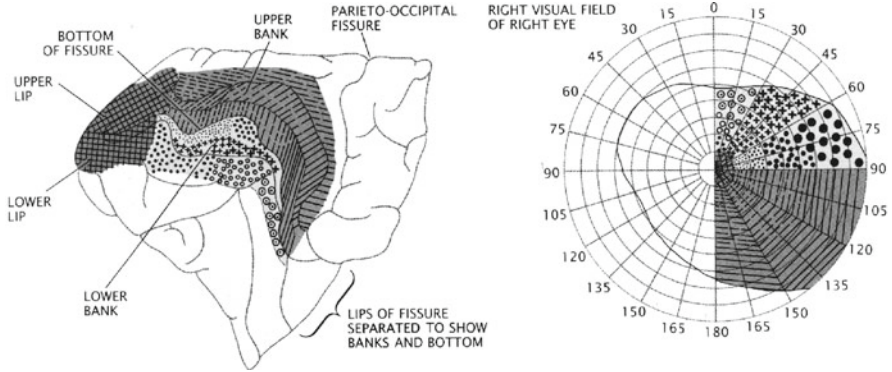 BOTTOM
OF FISSURE
UPPER
BANK
PARIETO-OCCIPITAL
FISSURE
UPPER
LIP
LOWER
LIP
LOWER
BANK
LIPS OF FISSURE
SEPARATED TO SHOW
BANKS AND BOTTOM
RIGHT VISUAL FIELD
OF RIGHT EYE
0
15 15
30 30
45 45
60 60
75 75
90 90
105 105
120 120
135 135
150 150
165 165
180